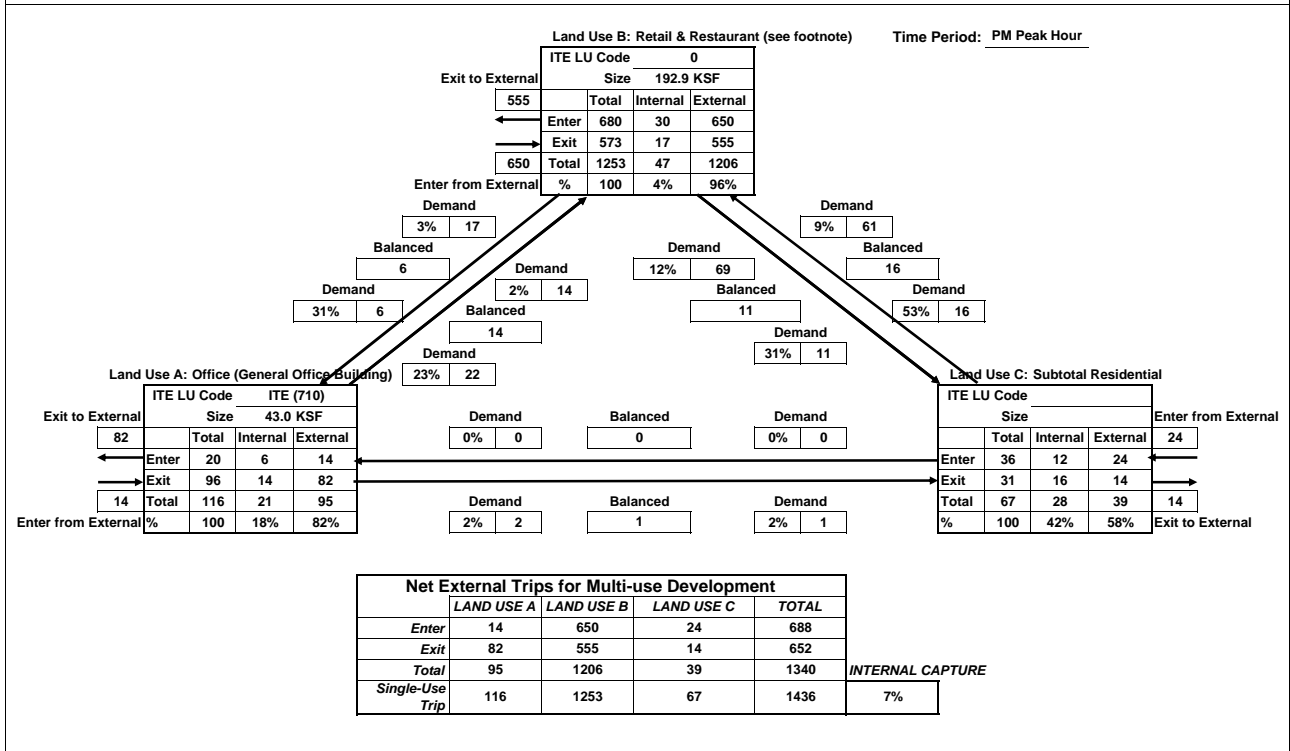 Land Use B: Retail & Restaurant (see footnote) Time Period: PM Peak Hour
ITE LU Code 0
Exit to External Size 192.9 KSF
555 Total Internal External
Enter 680 30 650
Exit 573 17 555
650 Total 1253 47 1206
Enter from External % 100 4% 96%
Demand Demand
3% 17 9% 61
Balanced Demand Balanced
6 Demand 12% 69 16
Demand 2% 14 Balanced Demand
31% 6 Balanced 11 53% 16
14 Demand
Demand 31% 11
Land Use A: Office (General Office Building) 23% 22 Land Use C: Subtotal Residential
ITE LU Code ITE (710) ITE LU Code
Exit to External Size 43.0 KSF Demand Balanced Demand Size Enter from External
82 Total Internal External 0% 0 0 0% 0 Total Internal External 24
Enter 20 6 14 Enter 36 12 24
Exit 96 14 82 Exit 31 16 14
14 Total 116 21 95 Demand Balanced Demand Total 67 28 39 14
Enter from External % 100 18% 82% 2% 2 1 2% 1 % 100 42% 58% Exit to External
Net External Trips for Multi-use Development
LAND USE A LAND USE B LAND USE C TOTAL
Enter 14 650 24 688
Exit 82 555 14 652
Total 95 1206 39 1340 INTERNAL CAPTURE
Single-Use
Trip 116 1253 67 1436 7%